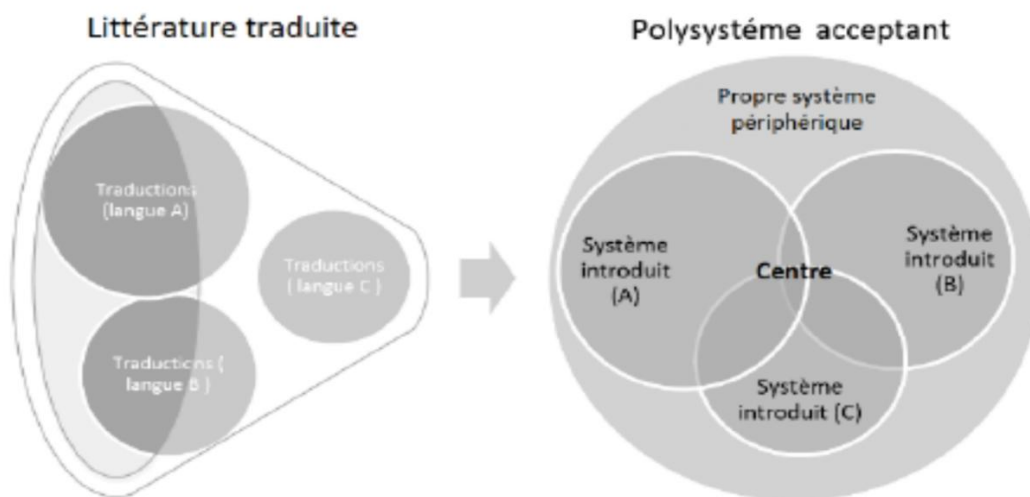 Littérature traduite
Traductions
(langue A)
Traductions
( langue C )
Traductions (
langue B )
Polysystéme acceptant
Propre système
périphérique
Système
introduit
(A)
Centre
Système
introduit
(B)
Système
introduit (C)